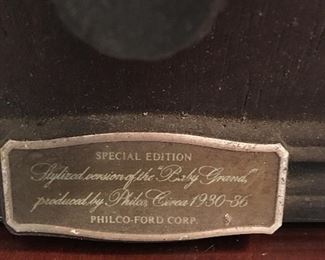 SPECIAL EDITION
Stylized version of the "Baby Grand,"
produced by Philco, Circa 1930-36
PHILCO-FORD CORP.